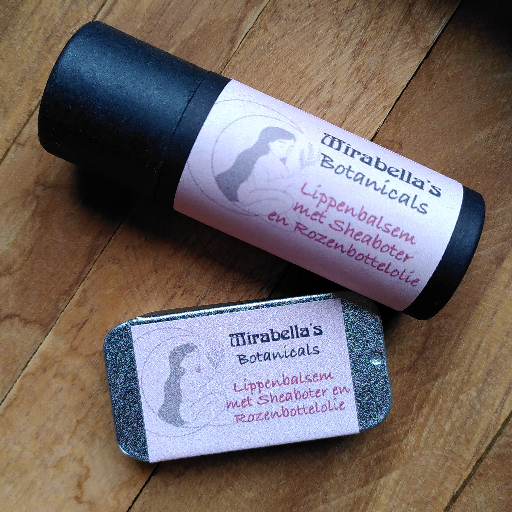 Mirabella's
Botanicals
Lippenbalsem
met Sheaboter
en Rozenbottelolie
Mirabella's
Botanicals
Lippenbalsem
met Sheaboter en
Rozenbottelolie